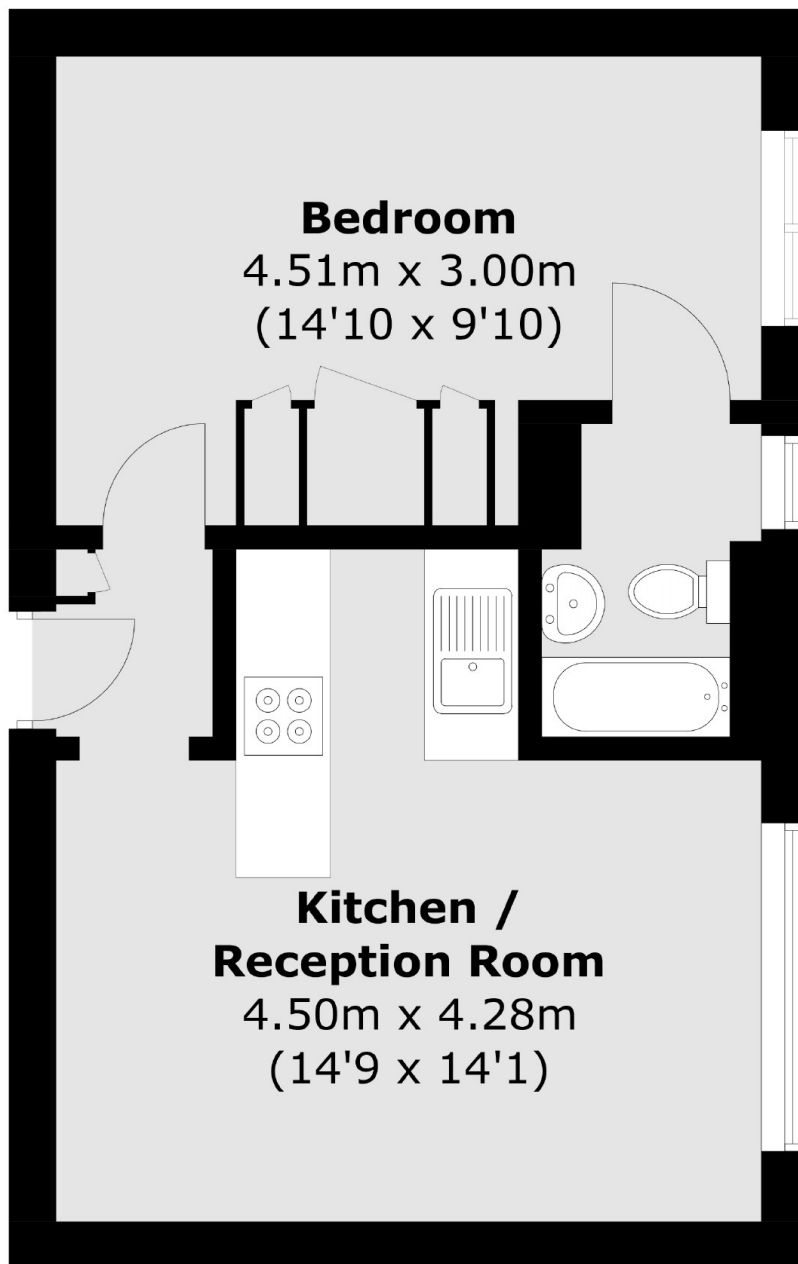 Bedroom
4.51m x 3.00m
(14'10 x 9'10)
Kitchen /
Reception Room
4.50m x 4.28m
(14'9 x 14'1)